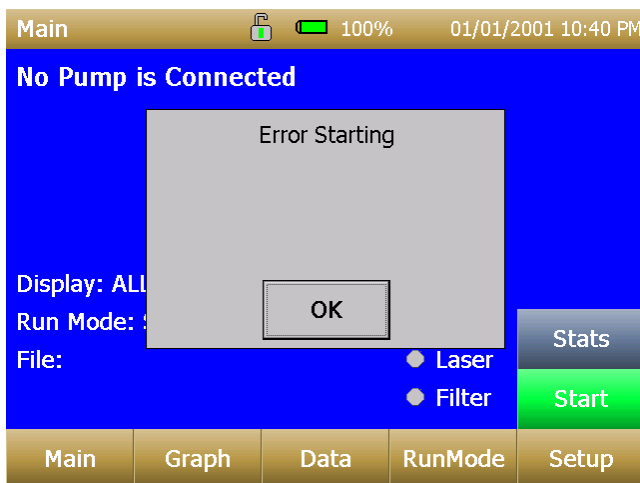 Main 100% 01/01/2001 10:40 PM
No Pump is Connected
Error Starting
OK
Display: ALL
Run Mode:
File:
Laser
Filter
Stats
Start
Main Graph Data RunMode Setup